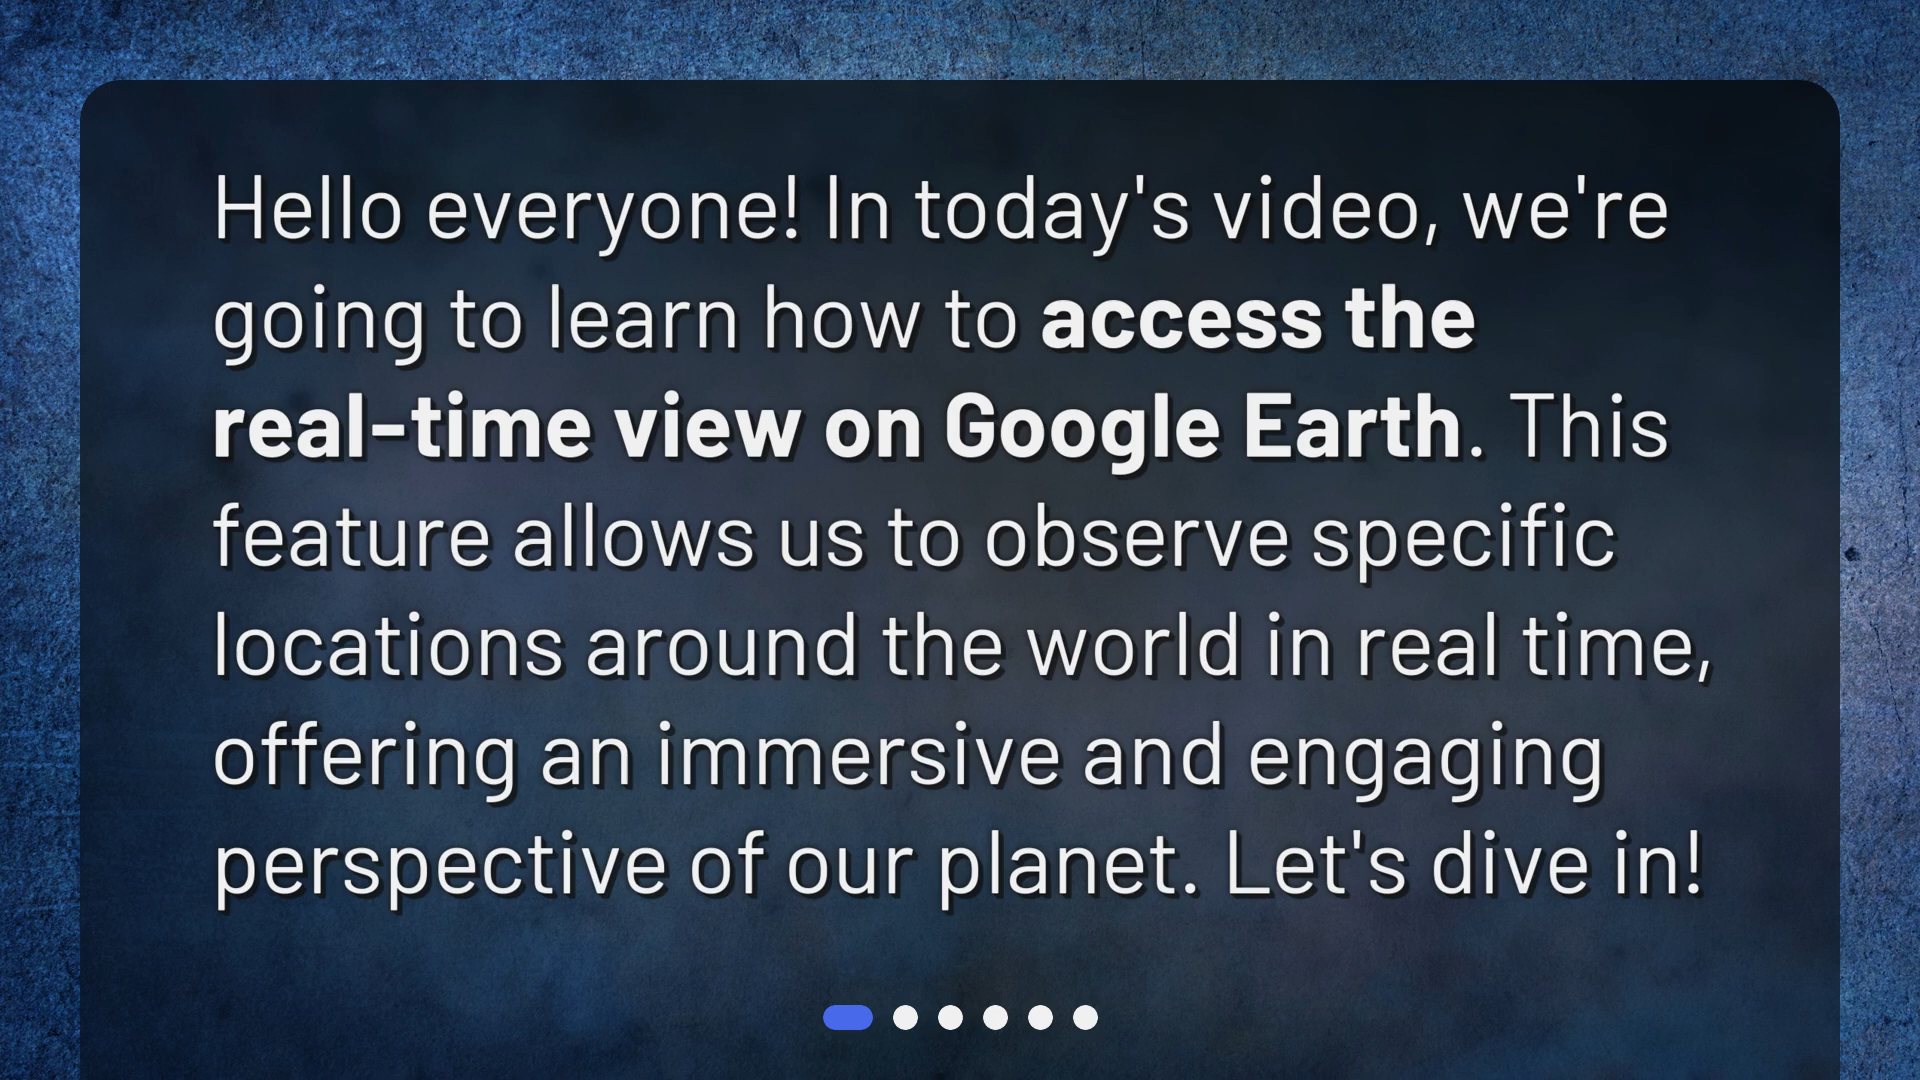 Hello everyone! In today's video, we're
going to learn how to access the
real-time view on Google Earth. This
feature allows us to observe specific
locations around the world in real time,
offering an immersive and engaging
perspective of our planet. Let's dive in!